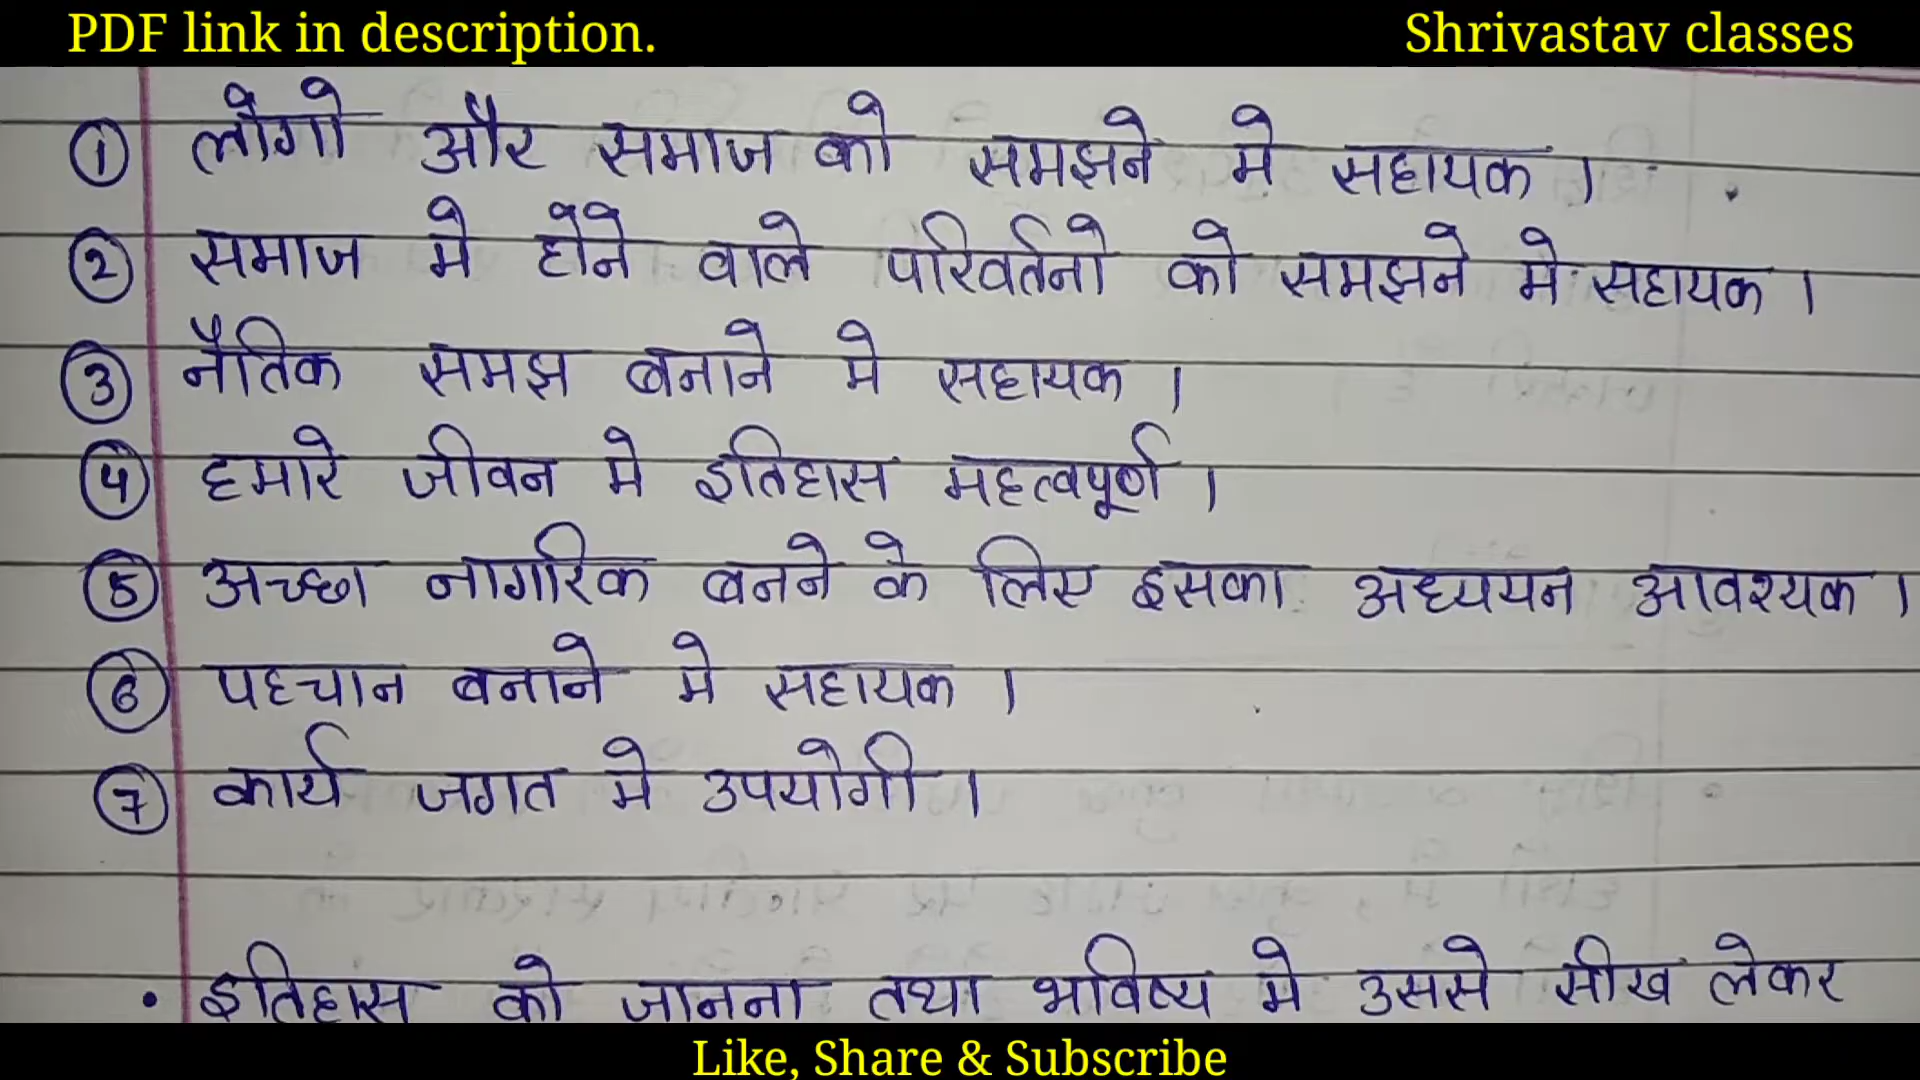 PDF link in description. Shrivastav classes
① लोगो और समाज को समझने मे सहायक ।
② समाज मे होने वाले परिवर्तनो को समझने मे सहायक ।
③ नैतिक समझ बनाने मे सहायक ।
④ हमारे जीवन मे इतिहास महत्वपूर्ण ।
⑤ अच्छा नागरिक बनने के लिए इसका अध्ययन आवश्यक ।
⑥ पहचान बनाने मे सहायक ।
⑦ कार्य जगत मे उपयोगी ।
• इतिहास को जानना तथा भविष्य मे उससे सीख लेकर
Like, Share & Subscribe